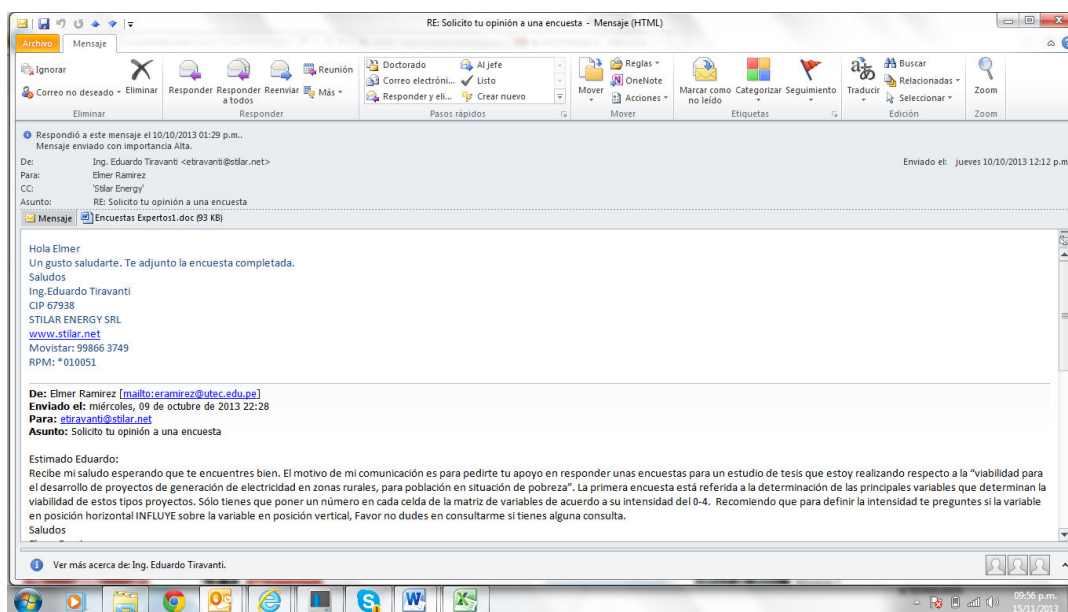 RE: Solicito tu opinión a una encuesta - Mensaje (HTML)
Archivo Mensaje
Ignorar
Correo no deseado
Eliminar
Eliminar
Responder
Responder a todos
Reenviar
Reunión
Más
Responder
Doctorado
Correo electróni...
Responder y eli...
Al jefe
Listo
Crear nuevo
Pasos rápidos
Mover
Reglas
OneNote
Acciones
Mover
Marcar como no leído
Categorizar
Seguimiento
Etiquetas
Traducir
Buscar
Relacionadas
Seleccionar
Edición
Zoom
Zoom
Respondió a este mensaje el 10/10/2013 01:29 p.m..
Mensaje enviado con importancia Alta.
De: Ing. Eduardo Tiravanti <etiravanti@stilar.net>
Enviado el: jueves 10/10/2013 12:12 p.m
Para: Elmer Ramirez
CC: 'Stilar Energy'
Asunto: RE: Solicito tu opinión a una encuesta
Mensaje Encuestas Expertos1.doc (93 KB)
Hola Elmer
Un gusto saludarte. Te adjunto la encuesta completada.
Saludos
Ing.Eduardo Tiravanti
CIP 67938
STILAR ENERGY SRL
www.stilar.net
Movistar: 99866 3749
RPM: *010051
De: Elmer Ramirez [mailto:eramirez@utec.edu.pe]
Enviado el: miércoles, 09 de octubre de 2013 22:28
Para: etiravanti@stilar.net
Asunto: Solicito tu opinión a una encuesta
Estimado Eduardo:
Recibe mi saludo esperando que te encuentres bien. El motivo de mi comunicación es para pedirte tu apoyo en responder unas encuestas para un estudio de tesis que estoy realizando respecto a la “viabilidad para
el desarrollo de proyectos de generación de electricidad en zonas rurales, para población en situación de pobreza”. La primera encuesta está referida a la determinación de las principales variables que determinan la
viabilidad de estos tipos proyectos. Sólo tienes que poner un número en cada celda de la matriz de variables de acuerdo a su intensidad del 0-4. Recomiendo que para definir la intensidad te preguntes si la variable
en posición horizontal INFLUYE sobre la variable en posición vertical, Favor no dudes en consultarme si tienes alguna consulta.
Saludos
Ver más acerca de: Ing. Eduardo Tiravanti.
09:56 p.m.
15/11/2013